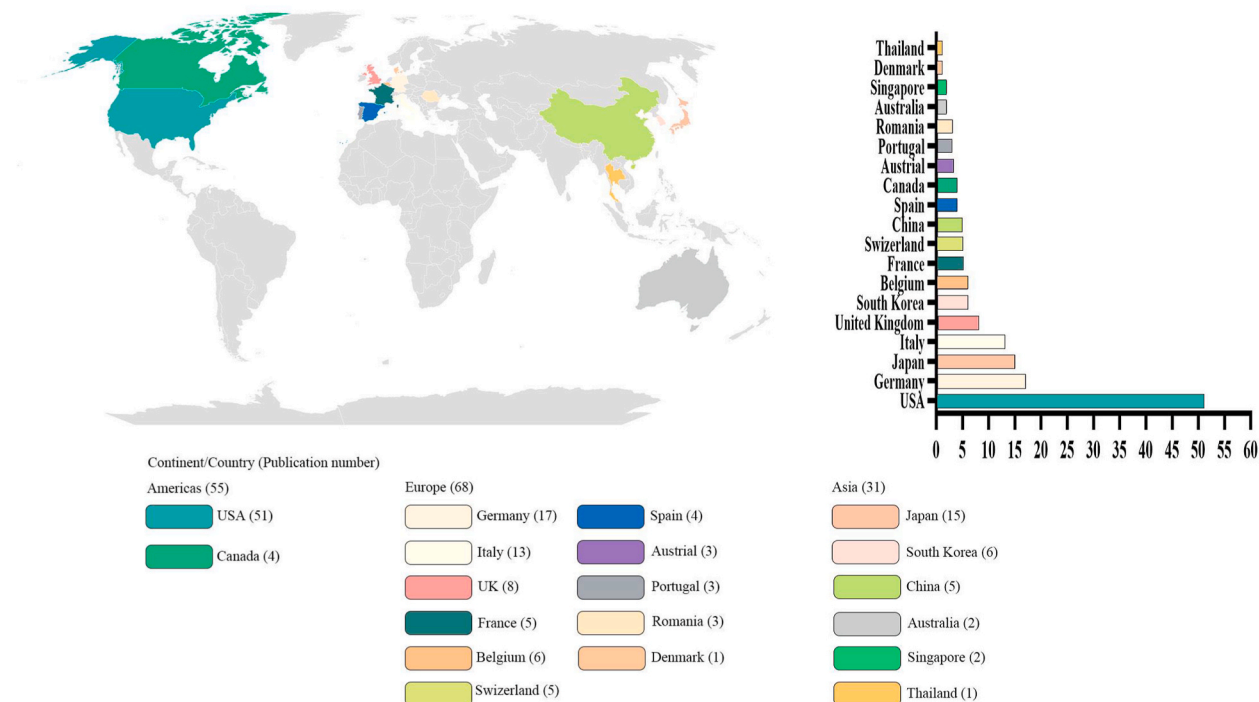 Thailand
Denmark
Singapore
Australia
Romania
Portugal
Austrial
Canada
Spain
China
Swizerland
France
Belgium
South Korea
United Kingdom
Italy
Japan
Germany
USA
0 5 10 15 20 25 30 35 40 45 50 55 60
Continent/Country (Publication number)
Americas (55)
USA (51)
Canada (4)
Europe (68)
Germany (17)
Italy (13)
UK (8)
France (5)
Belgium (6)
Swizerland (5)
Spain (4)
Austrial (3)
Portugal (3)
Romania (3)
Denmark (1)
Asia (31)
Japan (15)
South Korea (6)
China (5)
Australia (2)
Singapore (2)
Thailand (1)